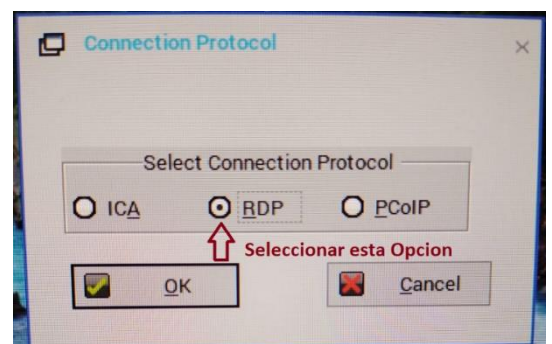 Connection Protocol
Select Connection Protocol
ICA RDP PCoIP
Seleccionar esta Opcion
OK Cancel